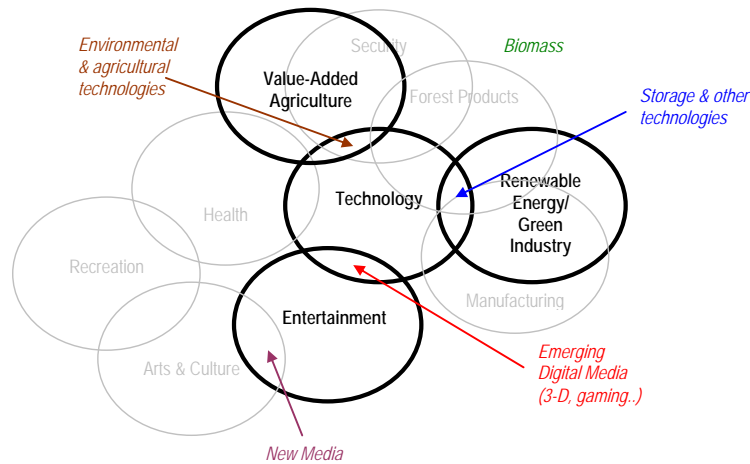 Environmental
& agricultural
technologies
Security
Biomass
Value-Added
Agriculture
Forest Products
Storage & other
technologies
Technology
Renewable
Energy/
Green
Industry
Health
Recreation
Manufacturing
Entertainment
Arts & Culture
Emerging
Digital Media
(3-D, gaming..)
New Media